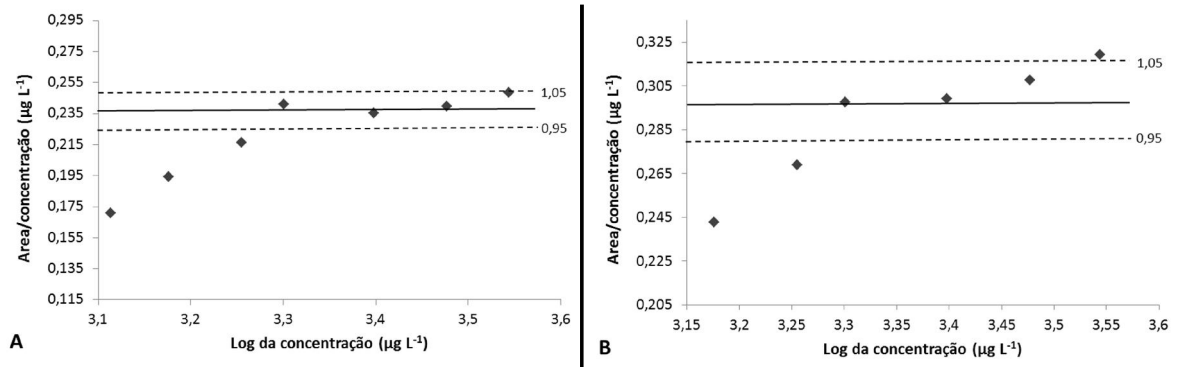 Area/concentração (µg L⁻¹)
0,295
0,275
0,255
0,235
0,215
0,195
0,175
0,155
0,135
0,115
1,05
0,95
3,1 3,2 3,3 3,4 3,5 3,6
Log da concentração (µg L⁻¹)
A
Area/concentração (µg L⁻¹)
0,325
0,305
0,285
0,265
0,245
0,225
0,205
1,05
0,95
3,15 3,2 3,25 3,3 3,35 3,4 3,45 3,5 3,55 3,6
Log da concentração (µg L⁻¹)
B